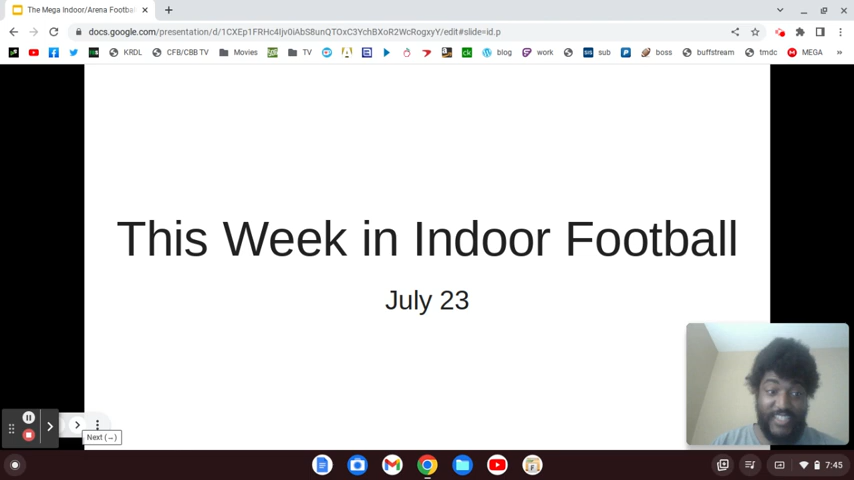 The Mega Indoor/Arena Footba
docs.google.com/presentation/d/1CXEp1FRHc4Ijv0iAbS8unQTOxC3YchBXoR2WcRogxyY/edit#slide=id.p
KRDL CFB/CBB TV Movies TV blog work sub boss buffstream tmdc MEGA »
This Week in Indoor Football
July 23
Next (→)
7:45